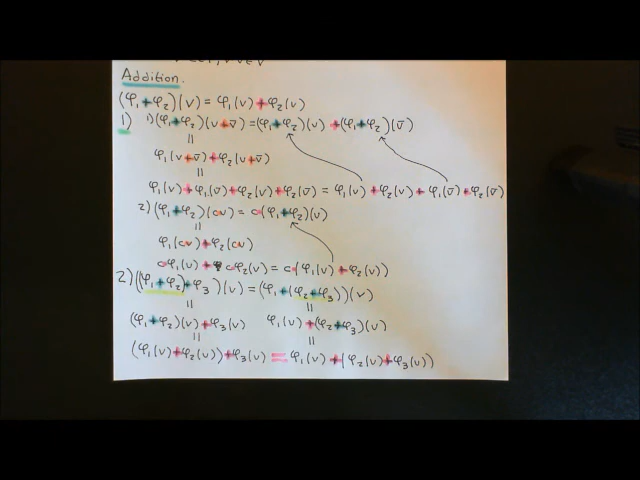 Addition.
(φ₁+φ₂)(v) = φ₁(v)+φ₂(v)
1) 1)(φ₁+φ₂)(v+v̄) = (φ₁+φ₂)(v) +(φ₁+φ₂)(v̄)
=
φ₁(v+v̄)+φ₂(v+v̄)
=
φ₁(v)+φ₁(v̄)+φ₂(v)+φ₂(v̄) = φ₁(v)+φ₂(v)+φ₁(v̄)+φ₂(v̄)
2)(φ₁+φ₂)(cv) = c(φ₁+φ₂)(v)
=
φ₁(cv)+φ₂(cv)
cφ₁(v)+ cφ₂(v) = c(φ₁(v)+φ₂(v))
2)((φ₁+φ₂)+φ₃)(v) = (φ₁+(φ₂+φ₃))(v)
= =
(φ₁+φ₂)(v)+φ₃(v) φ₁(v)+(φ₂+φ₃)(v)
= =
(φ₁(v)+φ₂(v))+φ₃(v) = φ₁(v)+(φ₂(v)+φ₃(v))